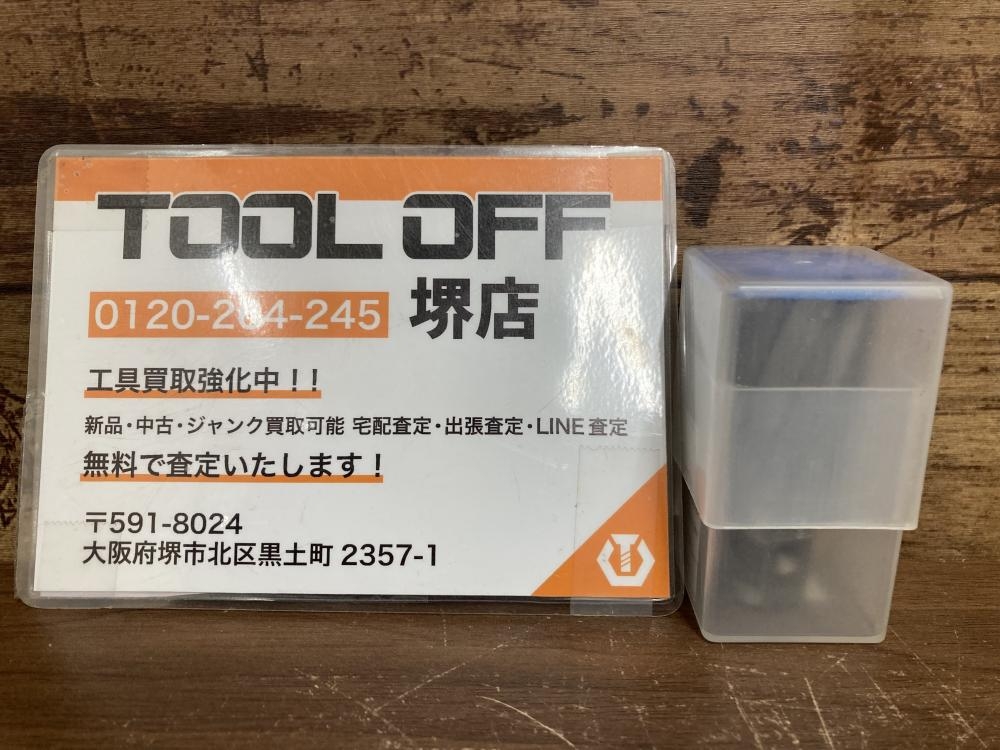 TOOL OFF
0120-204-245 堺店
工具買取強化中！！
新品・中古・ジャンク買取可能 宅配査定・出張査定・LINE査定
無料で査定いたします！
〒591-8024
大阪府堺市北区黒土町 2357-1